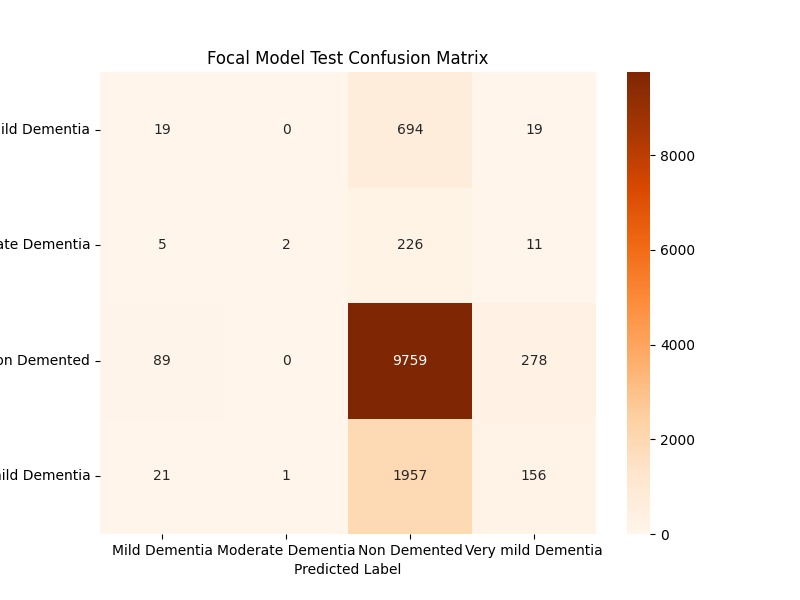 Focal Model Test Confusion Matrix
ild Dementia 19 0 694 19
ate Dementia 5 2 226 11
on Demented 89 0 9759 278
ild Dementia 21 1 1957 156
Mild Dementia Moderate Dementia Non Demented Very mild Dementia
Predicted Label
8000
6000
4000
2000
0